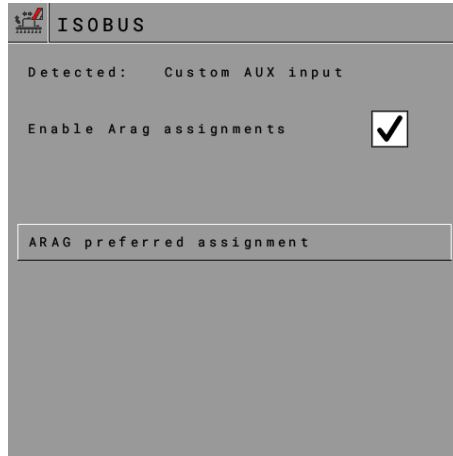 ISOBUS
Detected: Custom AUX input
Enable Arag assignments
ARAG preferred assignment